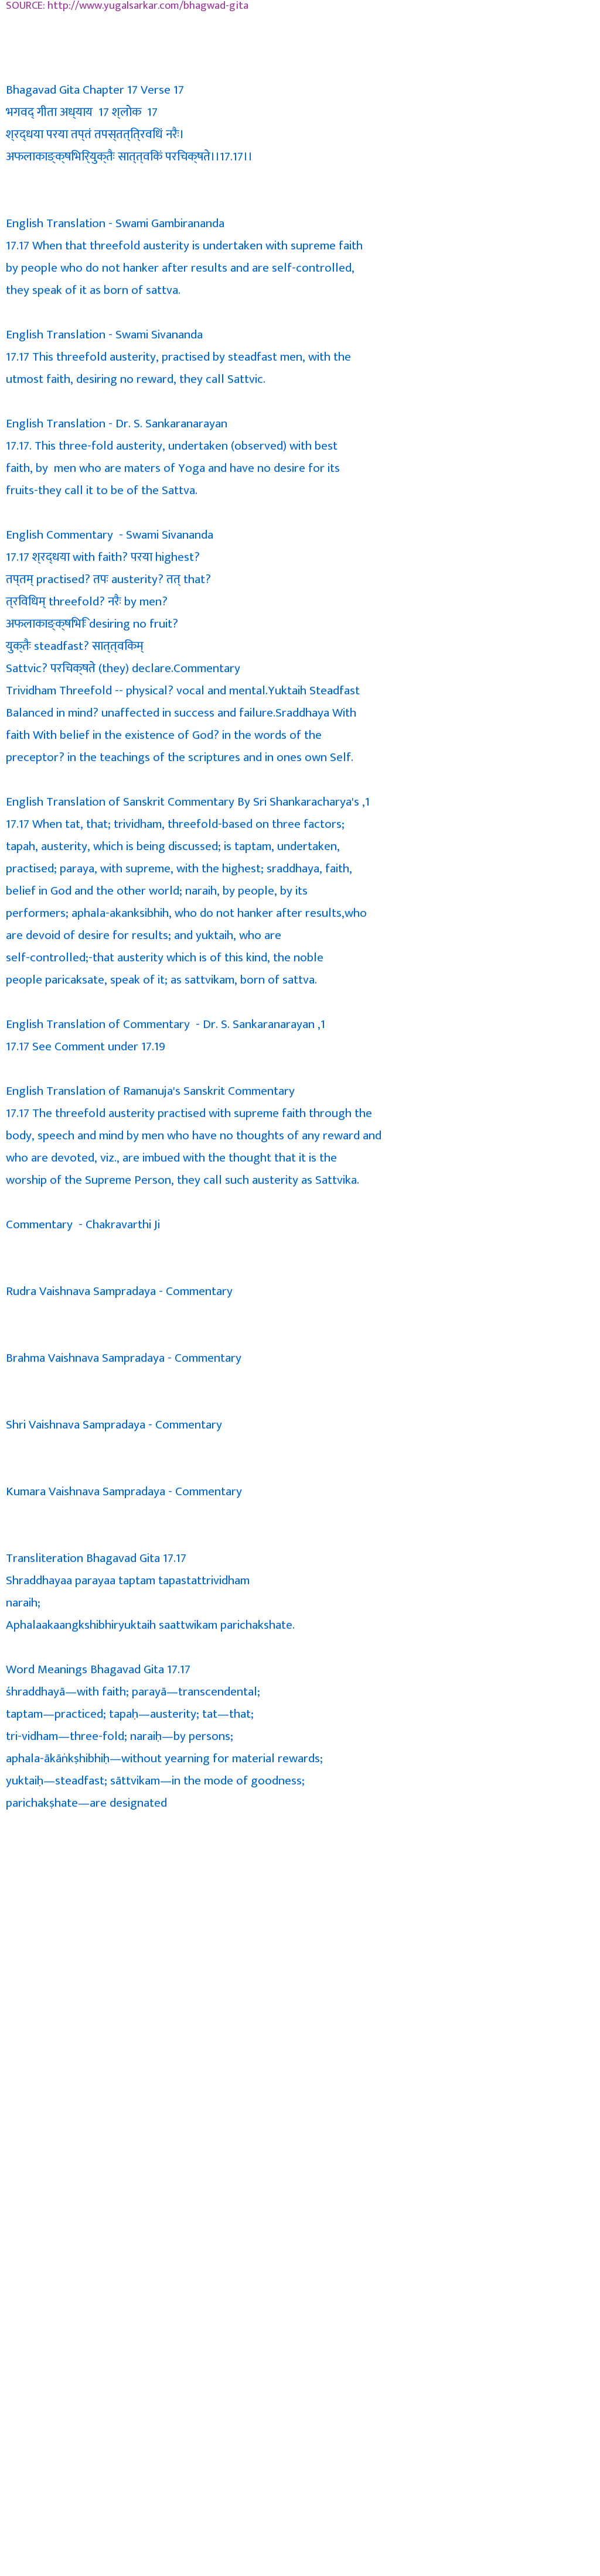 SOURCE: http://www.yugalsarkar.com/bhagwad-gita
Bhagavad Gita Chapter 17 Verse 17
भगवद् गीता अध्याय  17 श्लोक  17
श्रद्धया परया तप्तं तपस्तत्ित्रविधं नरैः।
अफलाकाङ्क्षिभिर्युक्तैः सात्त्विकं परिचक्षते।।17.17।।
English Translation - Swami Gambirananda
17.17 When that threefold austerity is undertaken with supreme faith
by people who do not hanker after results and are self-controlled,
they speak of it as born of sattva.
English Translation - Swami Sivananda
17.17 This threefold austerity, practised by steadfast men, with the
utmost faith, desiring no reward, they call Sattvic.
English Translation - Dr. S. Sankaranarayan
17.17. This three-fold austerity, undertaken (observed) with best
faith, by  men who are maters of Yoga and have no desire for its
fruits-they call it to be of the Sattva.
English Commentary  - Swami Sivananda
17.17 श्रद्धया with faith? परया highest?
तप्तम् practised? तपः austerity? तत् that?
त्रिविधम् threefold? नरैः by men?
अफलाकाङ्क्षिभिः desiring no fruit?
युक्तैः steadfast? सात्त्विकम्
Sattvic? परिचक्षते (they) declare.Commentary
Trividham Threefold -- physical? vocal and mental.Yuktaih Steadfast
Balanced in mind? unaffected in success and failure.Sraddhaya With
faith With belief in the existence of God? in the words of the
preceptor? in the teachings of the scriptures and in ones own Self.
English Translation of Sanskrit Commentary By Sri Shankaracharya's ,1
17.17 When tat, that; trividham, threefold-based on three factors;
tapah, austerity, which is being discussed; is taptam, undertaken,
practised; paraya, with supreme, with the highest; sraddhaya, faith,
belief in God and the other world; naraih, by people, by its
performers; aphala-akanksibhih, who do not hanker after results,who
are devoid of desire for results; and yuktaih, who are
self-controlled;-that austerity which is of this kind, the noble
people paricaksate, speak of it; as sattvikam, born of sattva.
English Translation of Commentary  - Dr. S. Sankaranarayan ,1
17.17 See Comment under 17.19
English Translation of Ramanuja's Sanskrit Commentary
17.17 The threefold austerity practised with supreme faith through the
body, speech and mind by men who have no thoughts of any reward and
who are devoted, viz., are imbued with the thought that it is the
worship of the Supreme Person, they call such austerity as Sattvika.
Commentary  - Chakravarthi Ji
Rudra Vaishnava Sampradaya - Commentary
Brahma Vaishnava Sampradaya - Commentary
Shri Vaishnava Sampradaya - Commentary
Kumara Vaishnava Sampradaya - Commentary
Transliteration Bhagavad Gita 17.17
Shraddhayaa parayaa taptam tapastattrividham
naraih;
Aphalaakaangkshibhiryuktaih saattwikam parichakshate.
Word Meanings Bhagavad Gita 17.17
śhraddhayā—with faith; parayā—transcendental;
taptam—practiced; tapaḥ—austerity; tat—that;
tri-vidham—three-fold; naraiḥ—by persons;
aphala-ākāṅkṣhibhiḥ—without yearning for material rewards;
yuktaiḥ—steadfast; sāttvikam—in the mode of goodness;
parichakṣhate—are designated